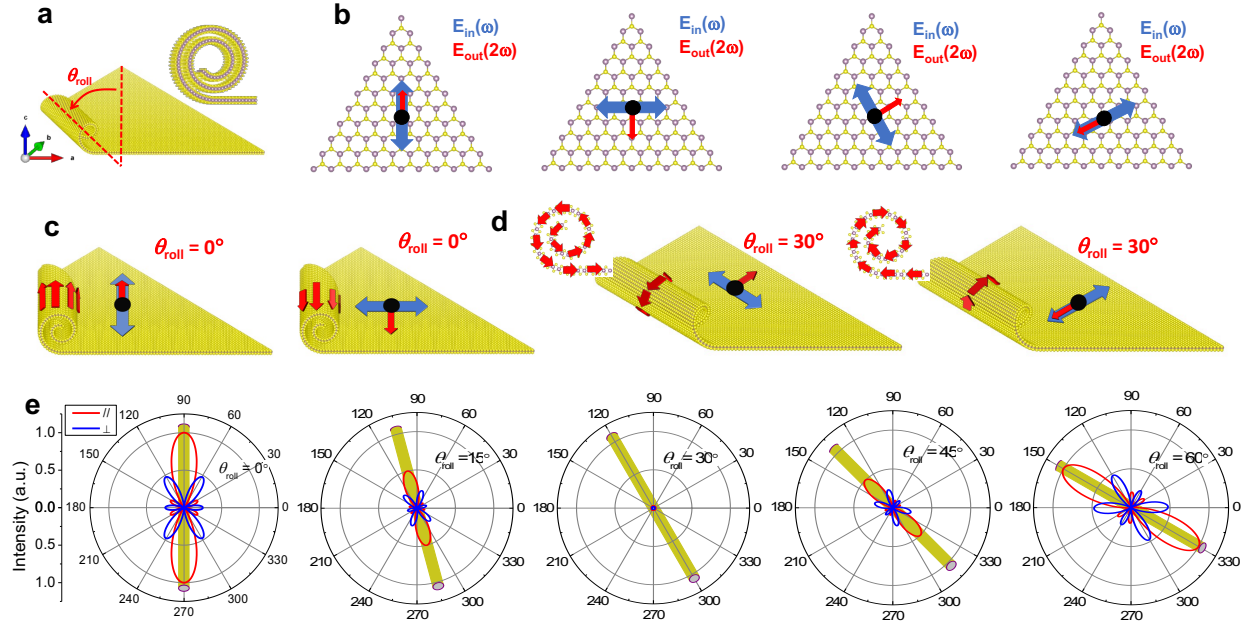 a
θroll
c
b
a
b
Ein(ω)
Eout(2ω)
Ein(ω)
Eout(2ω)
Ein(ω)
Eout(2ω)
Ein(ω)
Eout(2ω)
c
θroll = 0°
θroll = 0°
d
θroll = 30°
θroll = 30°
e
//
⊥
Intensity (a.u.)
1.0
0.5
0.0
0.5
1.0
90
120
60
150
30
θroll = 0°
180
0
210
330
240
300
270
90
120
60
150
30
θroll = 15°
180
0
210
330
240
300
270
90
120
60
150
30
θroll = 30°
180
0
210
330
240
300
270
90
120
60
150
30
θroll = 45°
180
0
210
330
240
300
270
90
120
60
150
30
θroll = 60°
180
0
210
330
240
300
270